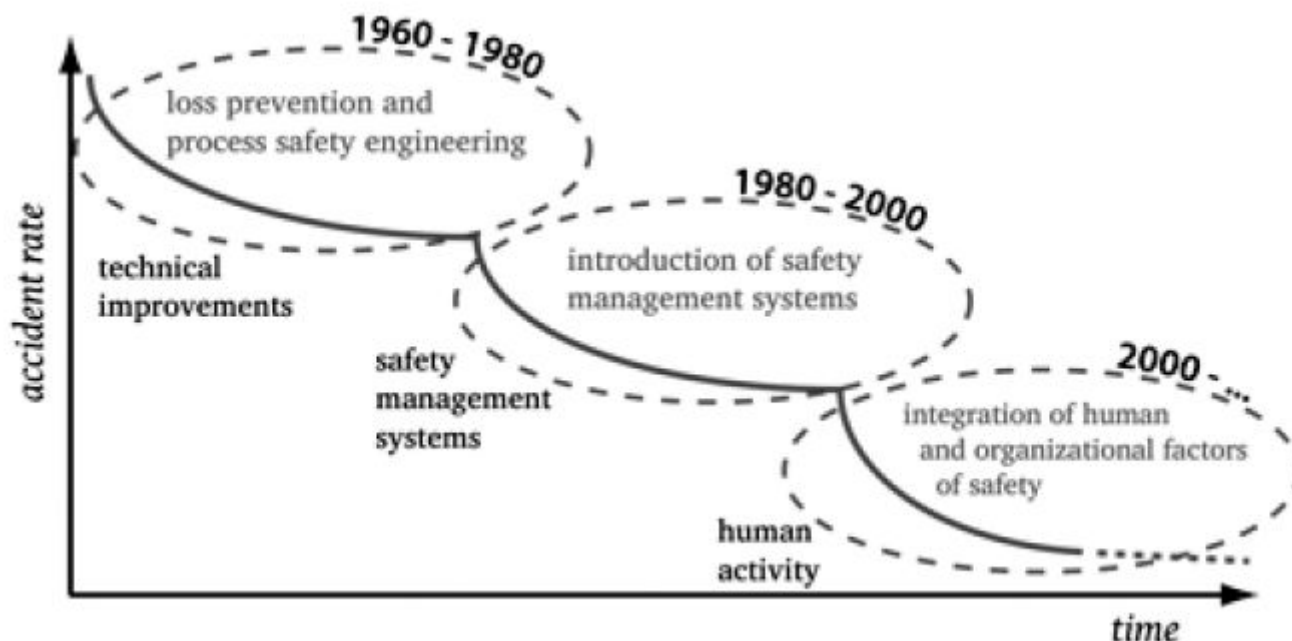 1960 - 1980
loss prevention and
process safety engineering
technical
improvements
1980 - 2000
introduction of safety
management systems
safety
management
systems
2000 - ...
integration of human
and organizational factors
of safety
human
activity
accident rate
time